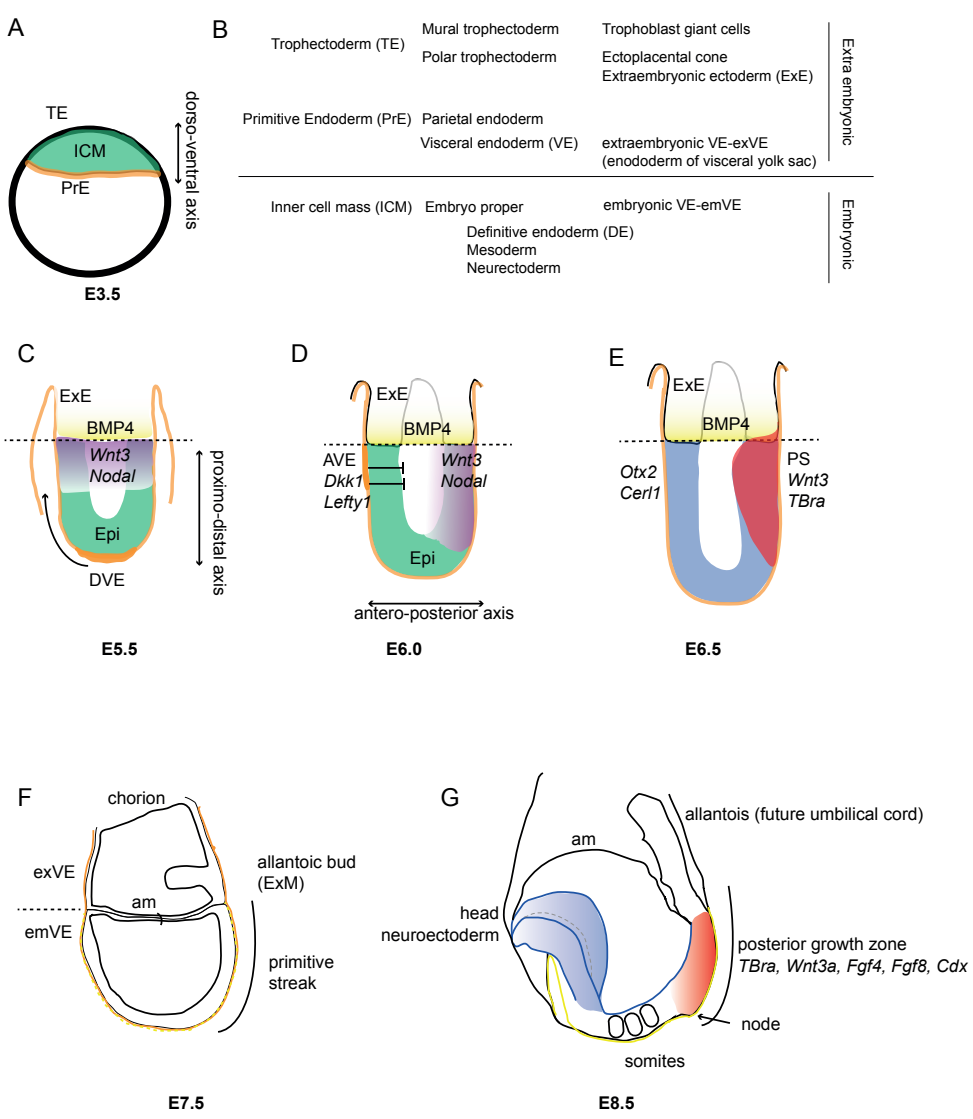 A
TE
ICM
PrE
dorso-ventral axis
E3.5
B
Trophectoderm (TE)
Mural trophectoderm
Trophoblast giant cells
Polar trophectoderm
Ectoplacental cone
Extraembryonic ectoderm (ExE)
Primitive Endoderm (PrE)
Parietal endoderm
Visceral endoderm (VE)
extraembryonic VE-exVE
(enododerm of visceral yolk sac)
Extra embryonic
Inner cell mass (ICM)
Embryo proper
embryonic VE-emVE
Definitive endoderm (DE)
Mesoderm
Neurectoderm
Embryonic
C
ExE
BMP4
Wnt3
Nodal
Epi
DVE
proximo-distal axis
E5.5
D
ExE
BMP4
AVE
Dkk1
Lefty1
Wnt3
Nodal
Epi
antero-posterior axis
E6.0
E
ExE
BMP4
Otx2
Cerl1
PS
Wnt3
TBra
E6.5
F
chorion
exVE
am
emVE
allantoic bud
(ExM)
primitive
streak
E7.5
G
allantois (future umbilical cord)
am
head
neuroectoderm
posterior growth zone
TBra, Wnt3a, Fgf4, Fgf8, Cdx
node
somites
E8.5